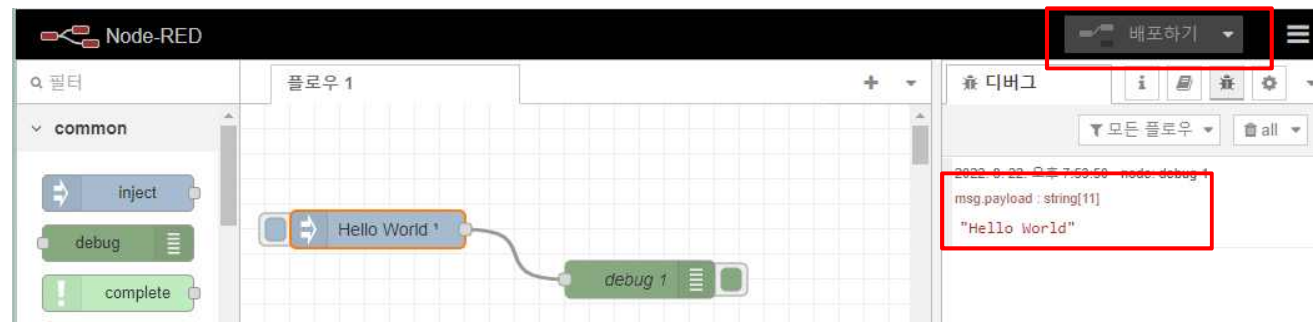 Node-RED
배포하기
필터
플로우 1
디버그
i
common
모든 플로우
all
inject
msg.payload : string[11]
"Hello World"
Hello World ¹
debug
debug 1
complete